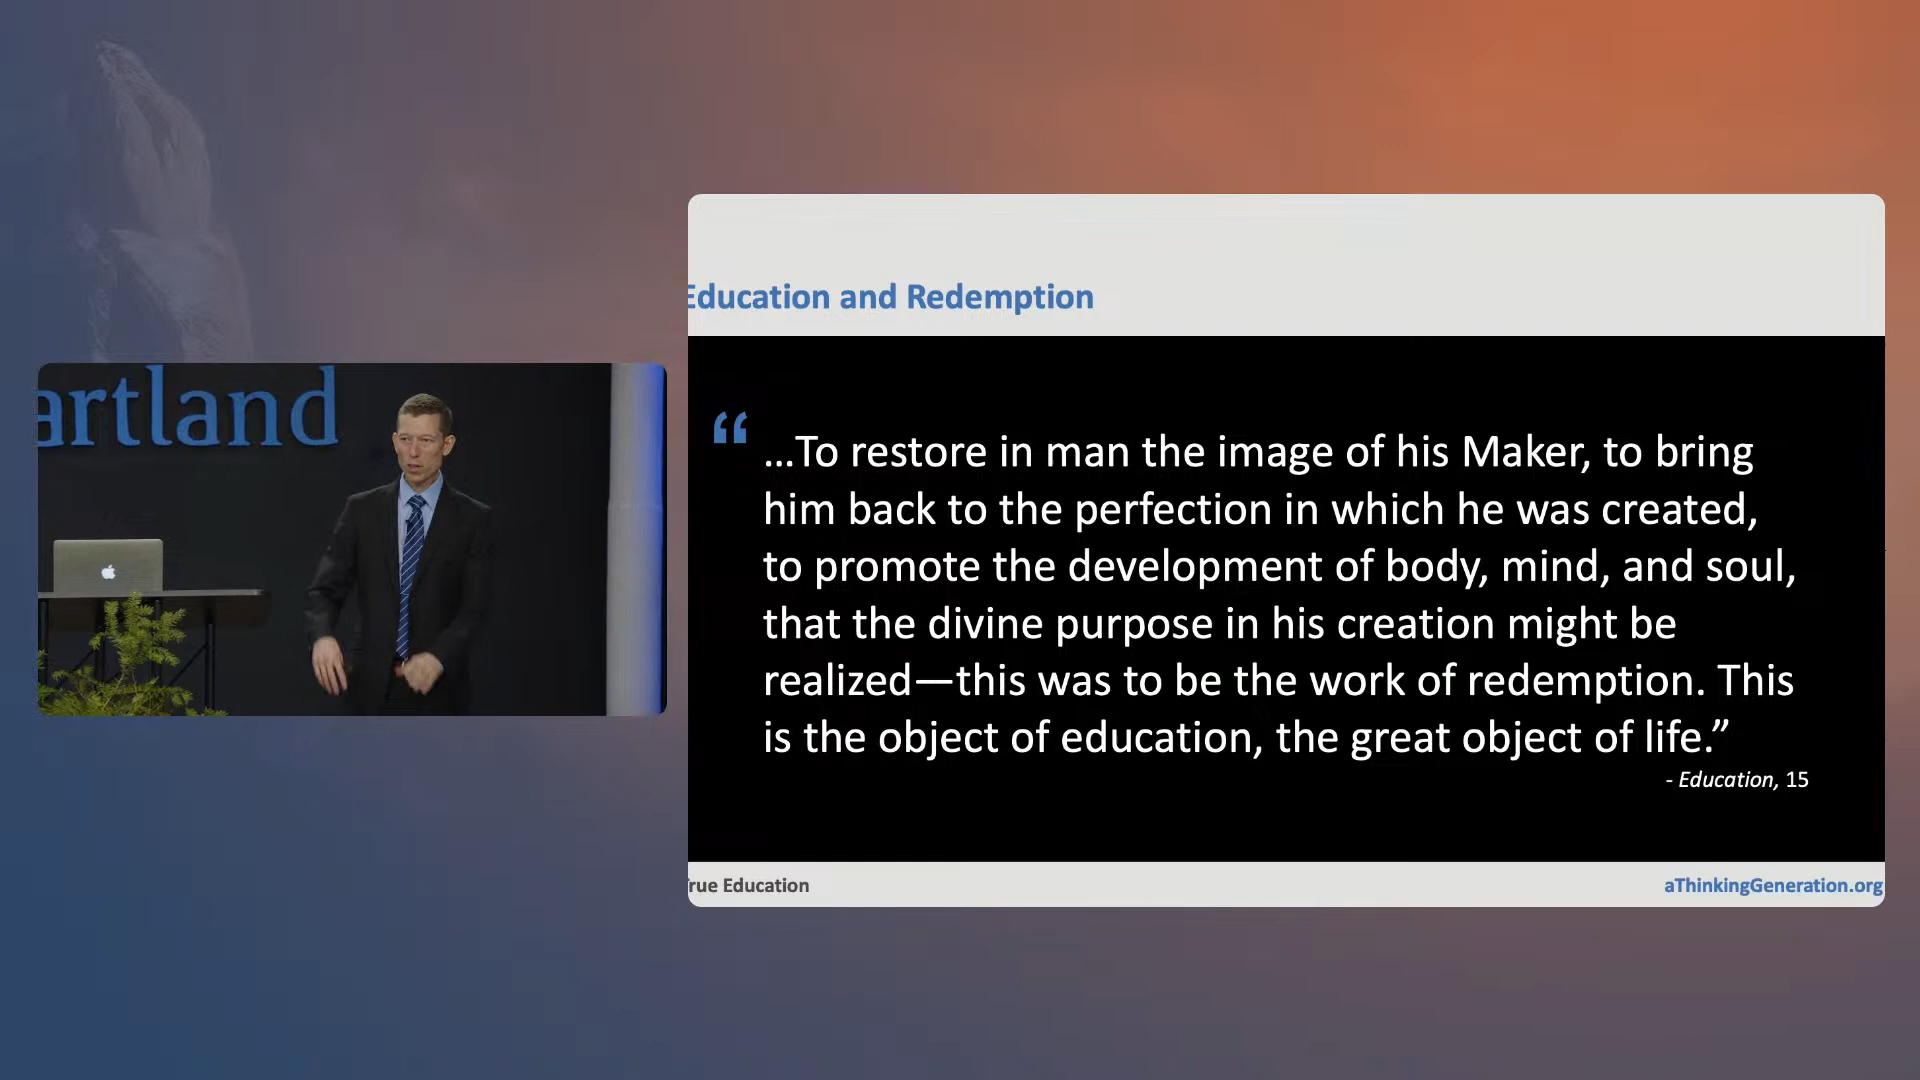 artland
Education and Redemption
“
...To restore in man the image of his Maker, to bring
him back to the perfection in which he was created,
to promote the development of body, mind, and soul,
that the divine purpose in his creation might be
realized—this was to be the work of redemption. This
is the object of education, the great object of life.”
- Education, 15
True Education
aThinkingGeneration.org